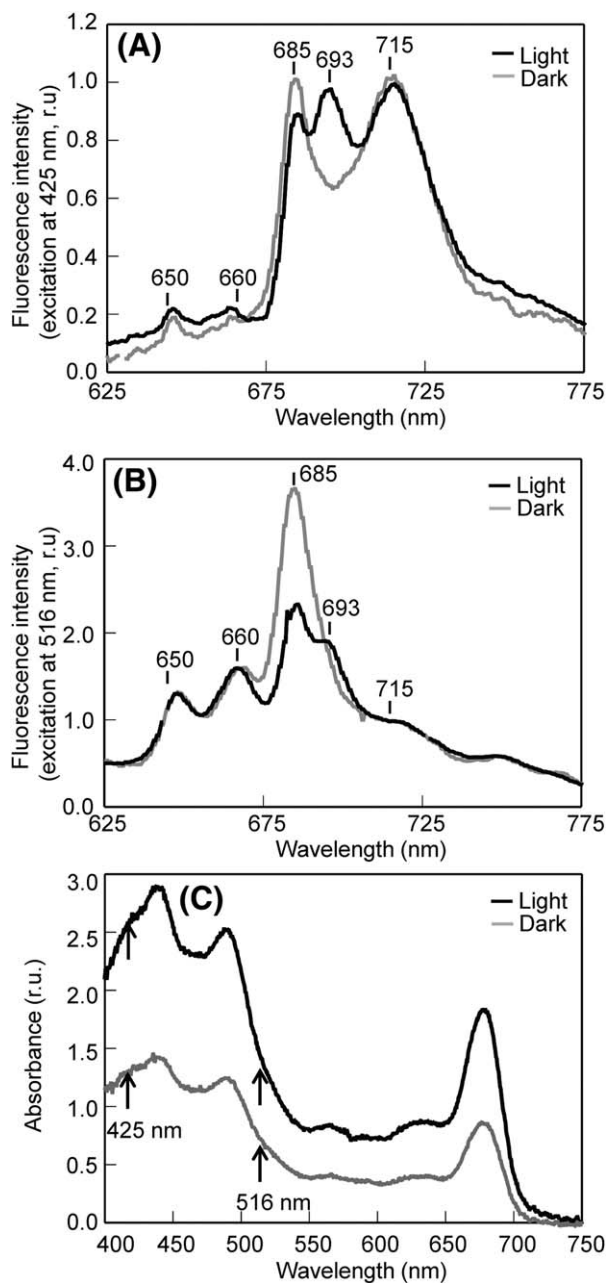 (A)
1.2
1.0
0.8
0.6
0.4
0.2
0.0
Fluorescence intensity
(excitation at 425 nm, r.u)
685
693
715
650
660
Light
Dark
625
675
725
775
Wavelength (nm)
(B)
4.0
3.0
2.0
1.0
0.0
Fluorescence intensity
(excitation at 516 nm, r.u)
685
693
650
660
715
Light
Dark
625
675
725
775
Wavelength (nm)
(C)
3.0
2.5
2.0
1.5
1.0
0.5
0.0
Absorbance (r.u.)
Light
Dark
425 nm
516 nm
400
450
500
550
600
650
700
750
Wavelength (nm)